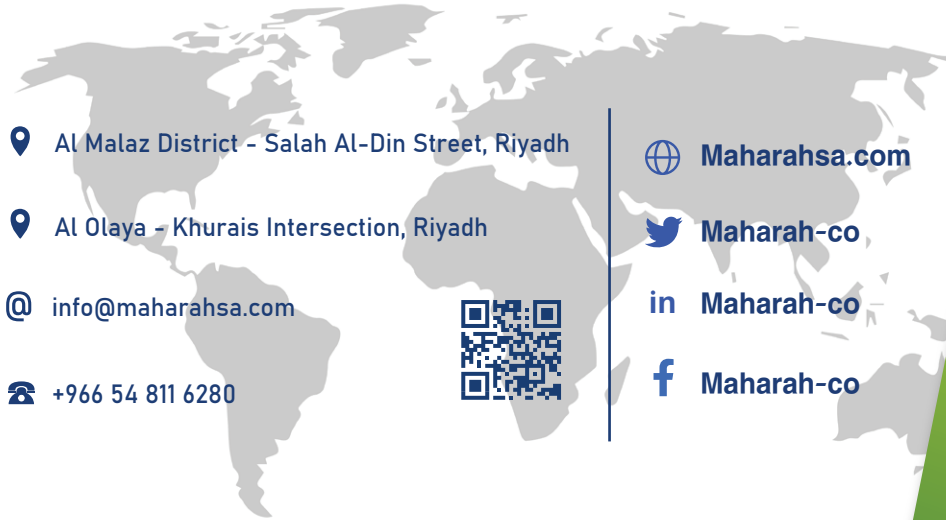 Al Malaz District - Salah Al-Din Street, Riyadh
Al Olaya - Khurais Intersection, Riyadh
@ info@maharahsa.com
+966 54 811 6280
Maharahsa.com
Maharah-co
in Maharah-co
f Maharah-co